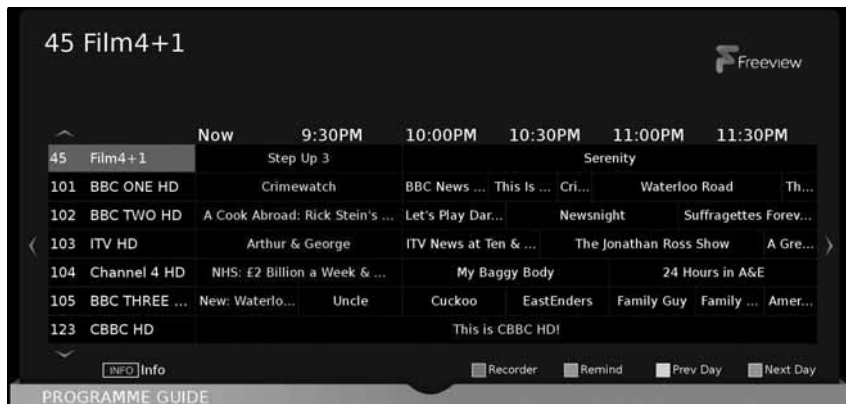 45 Film4+1
Freeview
Now 9:30PM 10:00PM 10:30PM 11:00PM 11:30PM
45 Film4+1 Step Up 3 Serenity
101 BBC ONE HD Crimewatch BBC News ... This Is ... Cri... Waterloo Road Th...
102 BBC TWO HD A Cook Abroad: Rick Stein's ... Let's Play Dar... Newsnight Suffragettes Forev...
103 ITV HD Arthur & George ITV News at Ten & ... The Jonathan Ross Show A Gre...
104 Channel 4 HD NHS: £2 Billion a Week & ... My Baggy Body 24 Hours in A&E
105 BBC THREE ... New: Waterlo... Uncle Cuckoo EastEnders Family Guy Family ... Amer...
123 CBBC HD This is CBBC HD!
INFO Info Recorder Remind Prev Day Next Day
PROGRAMME GUIDE